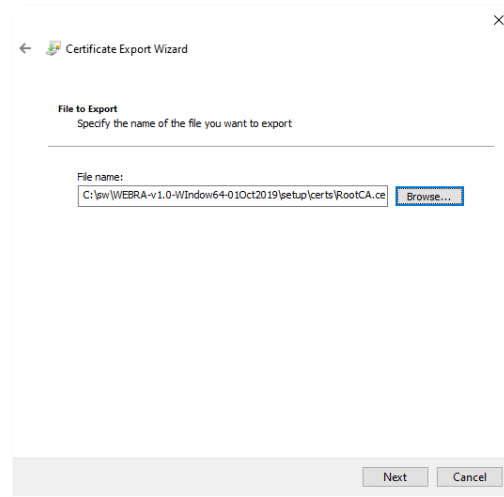 Certificate Export Wizard
File to Export
Specify the name of the file you want to export
File name:
C:\sw\WEBRA-v1.0-WIndow64-01Oct2019\setup\certs\RootCA.ce
Browse...
Next
Cancel